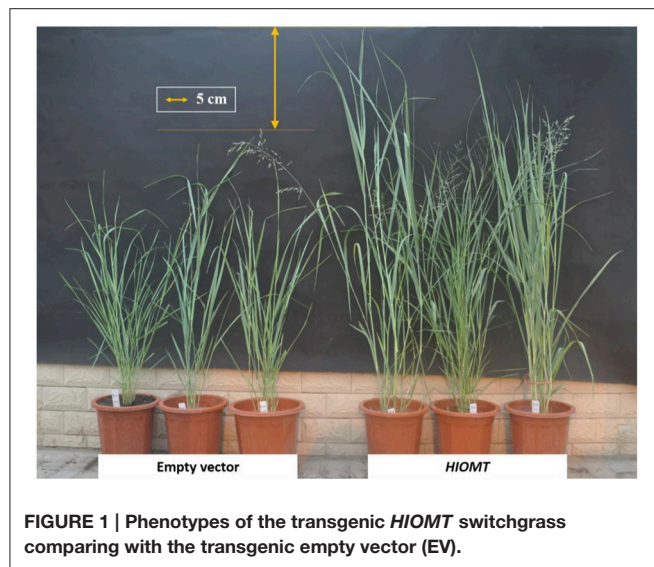 5 cm
Empty vector
HIOMT
FIGURE 1 | Phenotypes of the transgenic HIOMT switchgrass
comparing with the transgenic empty vector (EV).